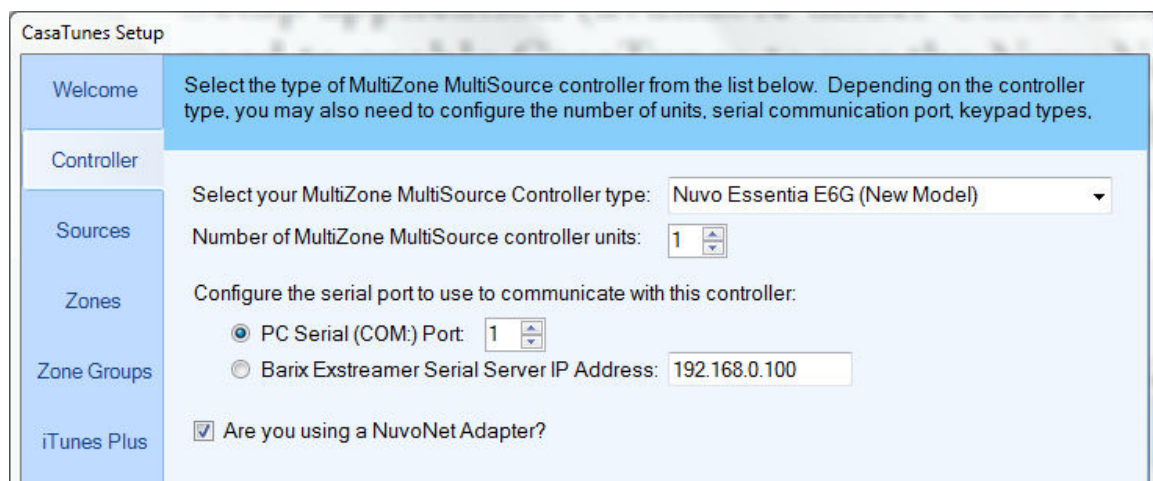 CasaTunes Setup
Welcome
Controller
Sources
Zones
Zone Groups
iTunes Plus
Select the type of MultiZone MultiSource controller from the list below. Depending on the controller
type, you may also need to configure the number of units, serial communication port, keypad types,
Select your MultiZone MultiSource Controller type: Nuvo Essentia E6G (New Model)
Number of MultiZone MultiSource controller units: 1
Configure the serial port to use to communicate with this controller:
PC Serial (COM:) Port: 1
Barix Exstreamer Serial Server IP Address: 192.168.0.100
Are you using a NuvoNet Adapter?